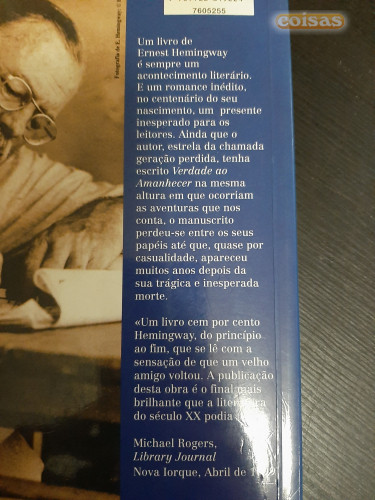 7605255
coisas
Fotografia de E. Hemingway:
Um livro de
Ernest Hemingway
é sempre um
acontecimento literário.
E um romance inédito,
no centenário do seu
nascimento, um presente
inesperado para os
leitores. Ainda que o
autor, estrela da chamada
geração perdida, tenha
escrito Verdade ao
Amanhecer na mesma
altura em que ocorriam
as aventuras que nos
conta, o manuscrito
perdeu-se entre os seus
papéis até que, quase por
casualidade, apareceu
muitos anos depois da
sua trágica e inesperada
morte.
«Um livro cem por cento
Hemingway, do princípio
ao fim, que se lê com a
sensação de que um velho
amigo voltou. A publicação
desta obra é o final mais
brilhante que a
do século XX podia
Michael Rogers,
Library Journal
Nova Iorque, Abril de